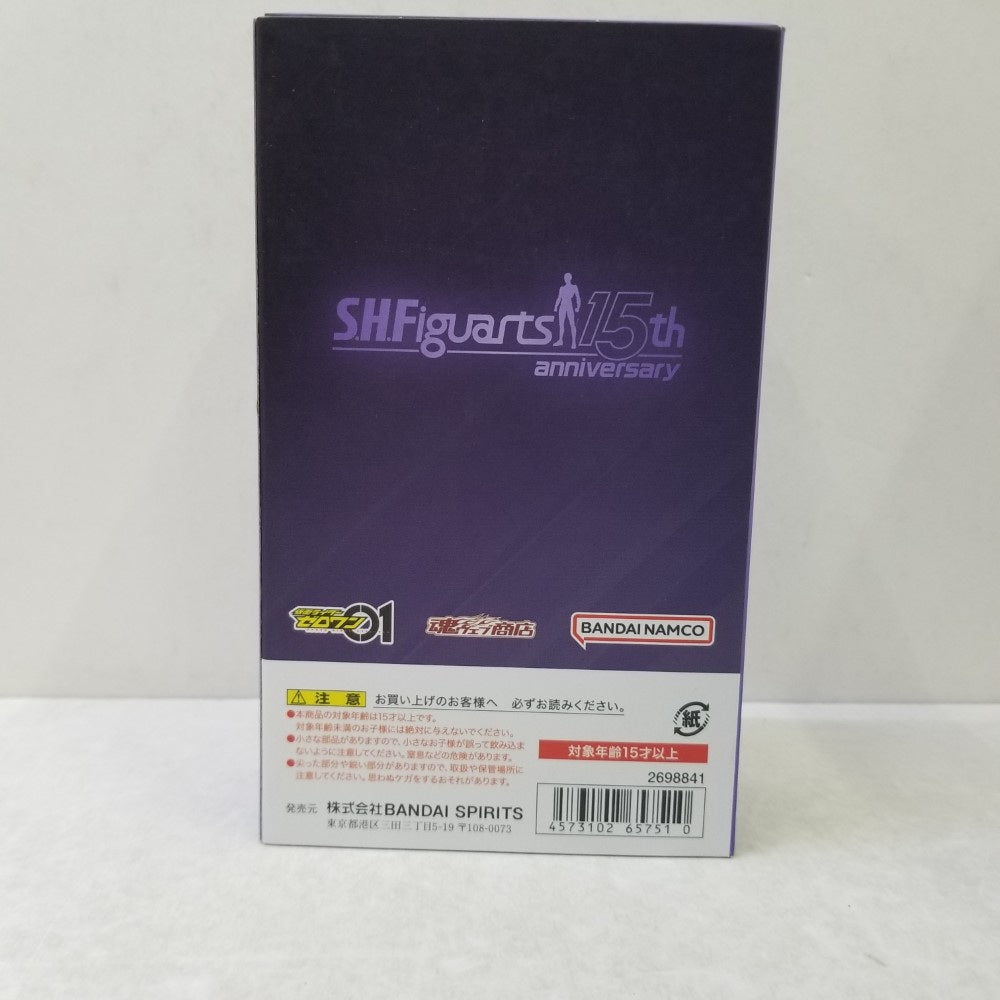 S.H.Figuarts 15th
anniversary
仮面ライダー
ゼロワン 01
魂ウェブ商店
BANDAI NAMCO
注 意 お買い上げのお客様へ 必ずお読みください。
●本商品の対象年齢は15才以上です。
対象年齢未満のお子様には絶対に与えないでください。
●小さな部品がありますので、小さなお子様が誤って飲み込ま
ないように注意してください。窒息などの危険があります。
●尖った部分や鋭い部分がありますので、取扱や保管場所に
注意してください。思わぬケガをするおそれがあります。
紙
対象年齢15才以上
2698841
発売元 株式会社BANDAI SPIRITS
東京都港区三田三丁目5-19 〒108-0073
4573102 65751 0